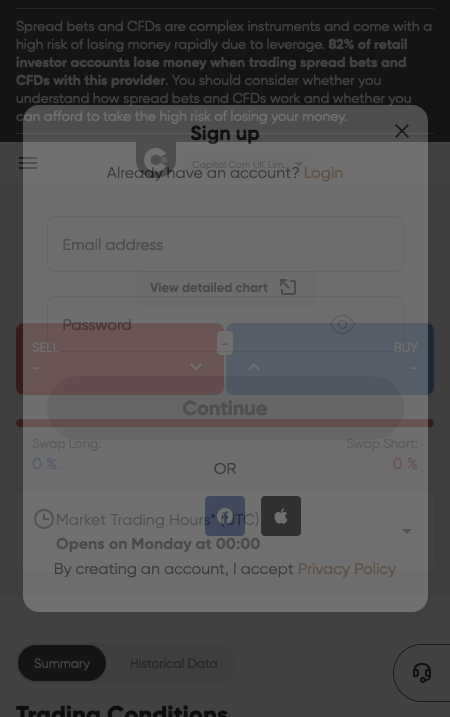 Spread bets and CFDs are complex instruments and come with a
high risk of losing money rapidly due to leverage. 82% of retail
investor accounts lose money when trading spread bets and
CFDs with this provider. You should consider whether you
understand how spread bets and CFDs work and whether you
can afford to take the high risk of losing your money.
Sign up
Capital Com UK Lim...
Already have an account? Login
Email address
View detailed chart
Password
SELL
BUY
–
–
–
Continue
Swap Long:
Swap Short:
0 %
0 %
OR
Market Trading Hours* (UTC)
Opens on Monday at 00:00
By creating an account, I accept Privacy Policy
Summary
Historical Data
Trading Conditions